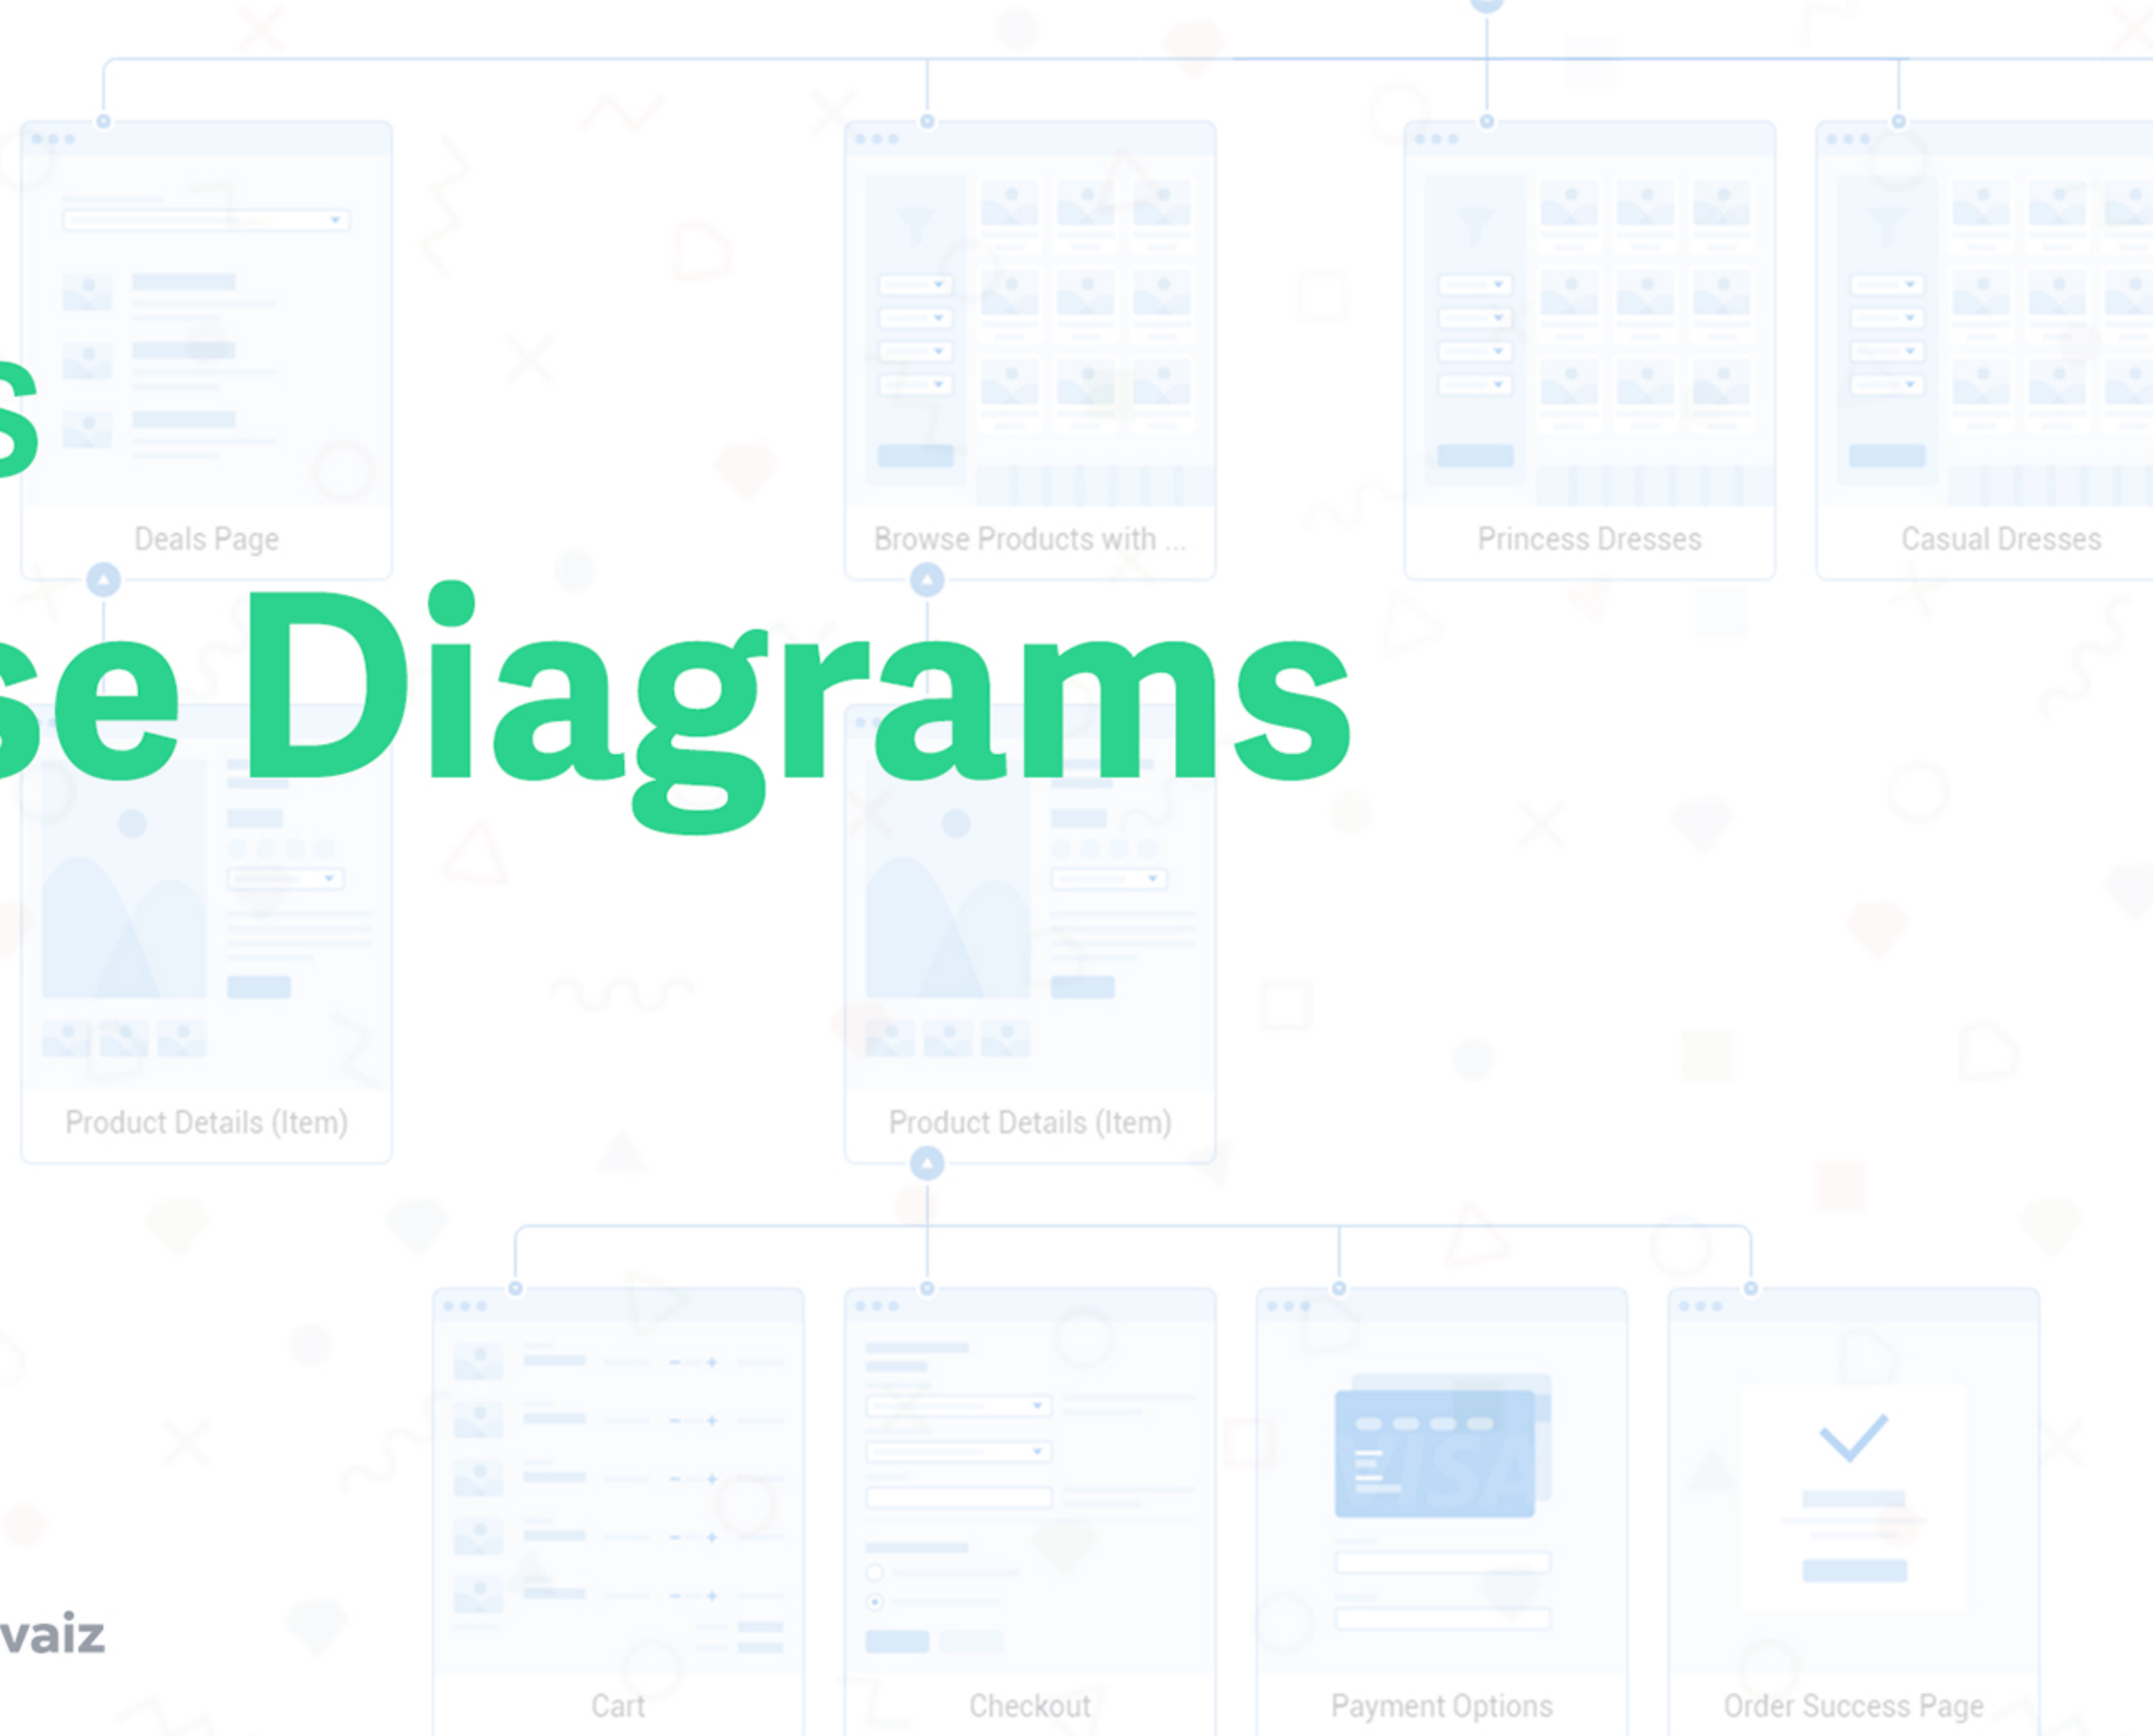 s
Deals Page
Browse Products with ...
Princess Dresses
Casual Dresses
se Diagrams
Product Details (Item)
Product Details (Item)
VISA
vaiz
Cart
Checkout
Payment Options
Order Success Page